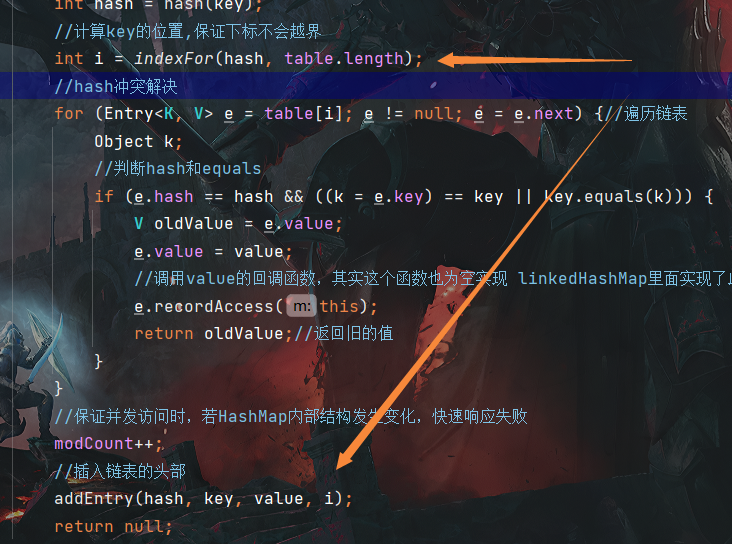 int hash = hash(key);
//计算key的位置,保证下标不会越界
int i = indexFor(hash, table.length);
//hash冲突解决
for (Entry<K, V> e = table[i]; e != null; e = e.next) {//遍历链表
Object k;
//判断hash和equals
if (e.hash == hash && ((k = e.key) == key || key.equals(k))) {
V oldValue = e.value;
e.value = value;
//调用value的回调函数，其实这个函数也为空实现 linkedHashMap里面实现了
e.recordAccess( m: this);
return oldValue;//返回旧的值
}
}
//保证并发访问时，若HashMap内部结构发生变化，快速响应失败
modCount++;
//插入链表的头部
addEntry(hash, key, value, i);
return null;